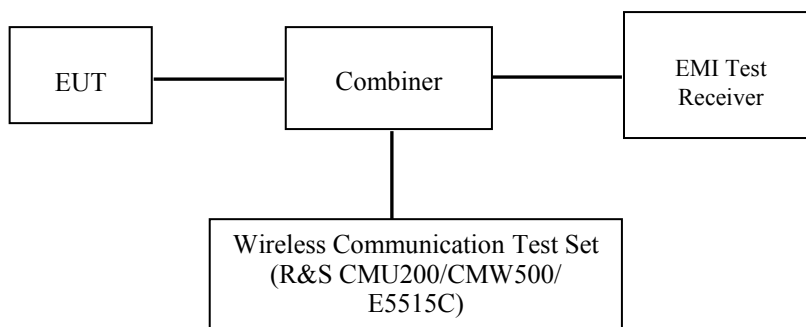 EUT
Combiner
EMI Test
Receiver
Wireless Communication Test Set
(R&S CMU200/CMW500/
E5515C)